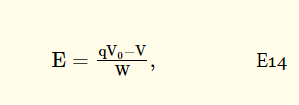 E = qV₀−V / W , E14